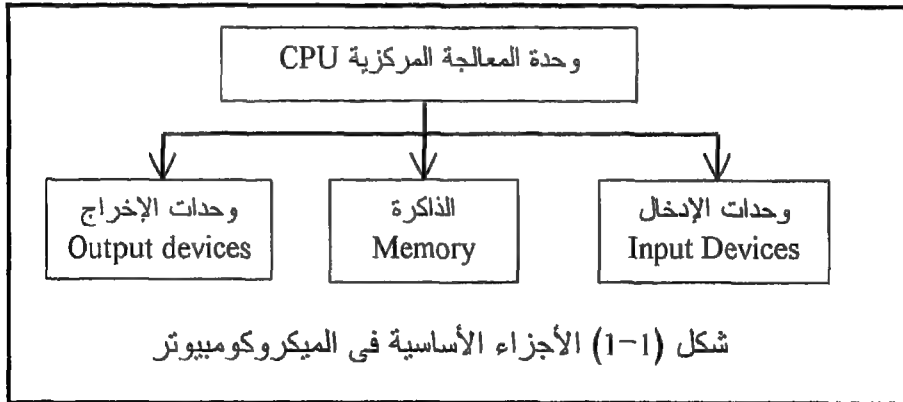 وحدة المعالجة المركزية CPU
وحدات الإدخال
Input Devices
الذاكرة
Memory
وحدات الإخراج
Output devices
شكل (1-1) الأجزاء الأساسية فى الميكروكومبيوتر